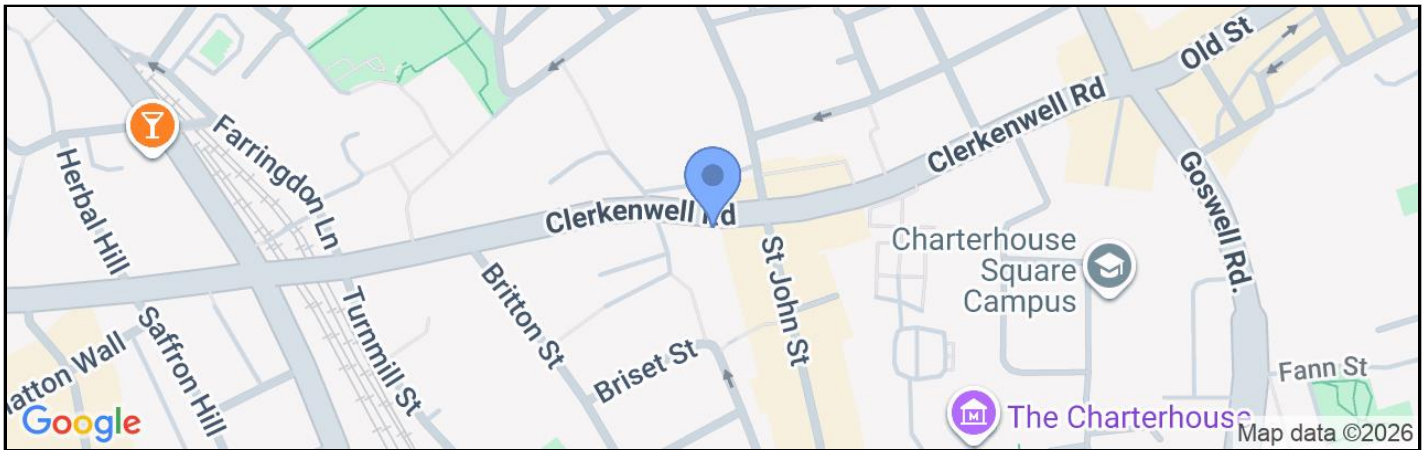 Old St
Clerkenwell Rd
Farringdon Ln
Herbal Hill
Goswell Rd.
Clerkenwell Rd
Charterhouse
Square
Campus
St John St
Britton St
Turnmill St
Saffron Hill
atton Wall
Briset St
Fann St
The Charterhouse
Google
Map data ©2026